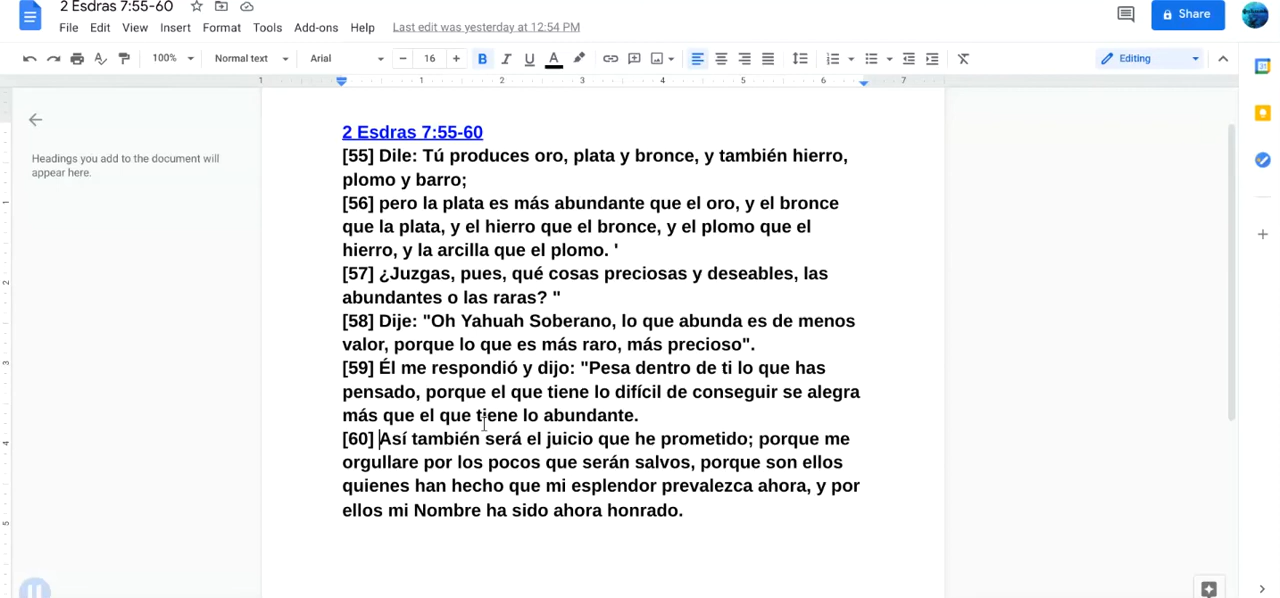 2 Esdras 7:55-60
File Edit View Insert Format Tools Add-ons Help Last edit was yesterday at 12:54 PM
Share
100% Normal text Arial 16 B I U A Editing
1 1 2 3 4 5 6 7
Headings you add to the document will
appear here.
2 Esdras 7:55-60
[55] Dile: Tú produces oro, plata y bronce, y también hierro,
plomo y barro;
[56] pero la plata es más abundante que el oro, y el bronce
que la plata, y el hierro que el bronce, y el plomo que el
hierro, y la arcilla que el plomo. '
[57] ¿Juzgas, pues, qué cosas preciosas y deseables, las
abundantes o las raras? "
[58] Dije: "Oh Yahuah Soberano, lo que abunda es de menos
valor, porque lo que es más raro, más precioso".
[59] Él me respondió y dijo: "Pesa dentro de ti lo que has
pensado, porque el que tiene lo difícil de conseguir se alegra
más que el que tiene lo abundante.
[60] Así también será el juicio que he prometido; porque me
orgullare por los pocos que serán salvos, porque son ellos
quienes han hecho que mi esplendor prevalezca ahora, y por
ellos mi Nombre ha sido ahora honrado.